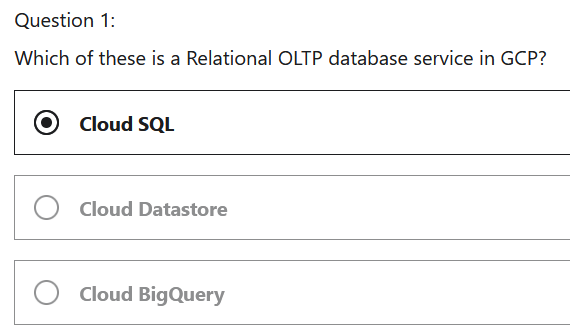 Question 1:
Which of these is a Relational OLTP database service in GCP?
Cloud SQL
Cloud Datastore
Cloud BigQuery